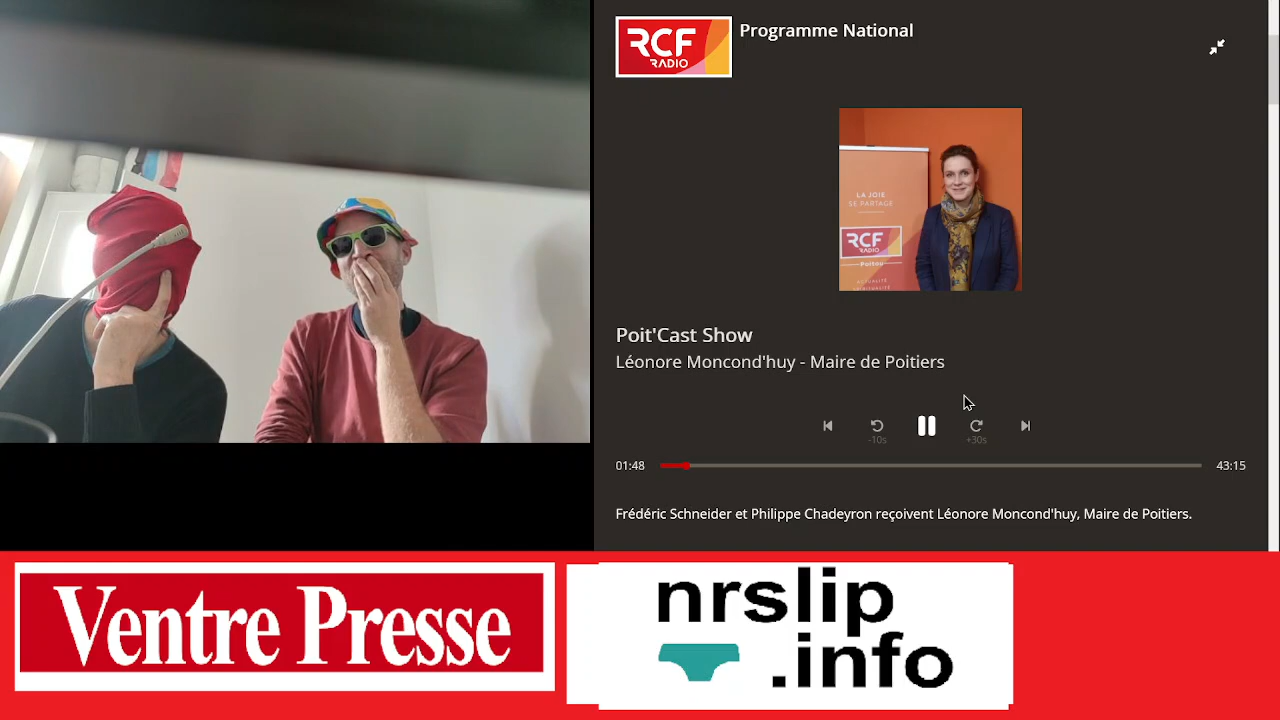 RCF
RADIO
Programme National
LA JOIE
SE PARTAGE
RCF
RADIO
Poitou
Poit'Cast Show
Léonore Moncond'huy - Maire de Poitiers
-10s
+30s
01:48
43:15
Frédéric Schneider et Philippe Chadeyron reçoivent Léonore Moncond'huy, Maire de Poitiers.
Ventre Presse
nrslip
.info